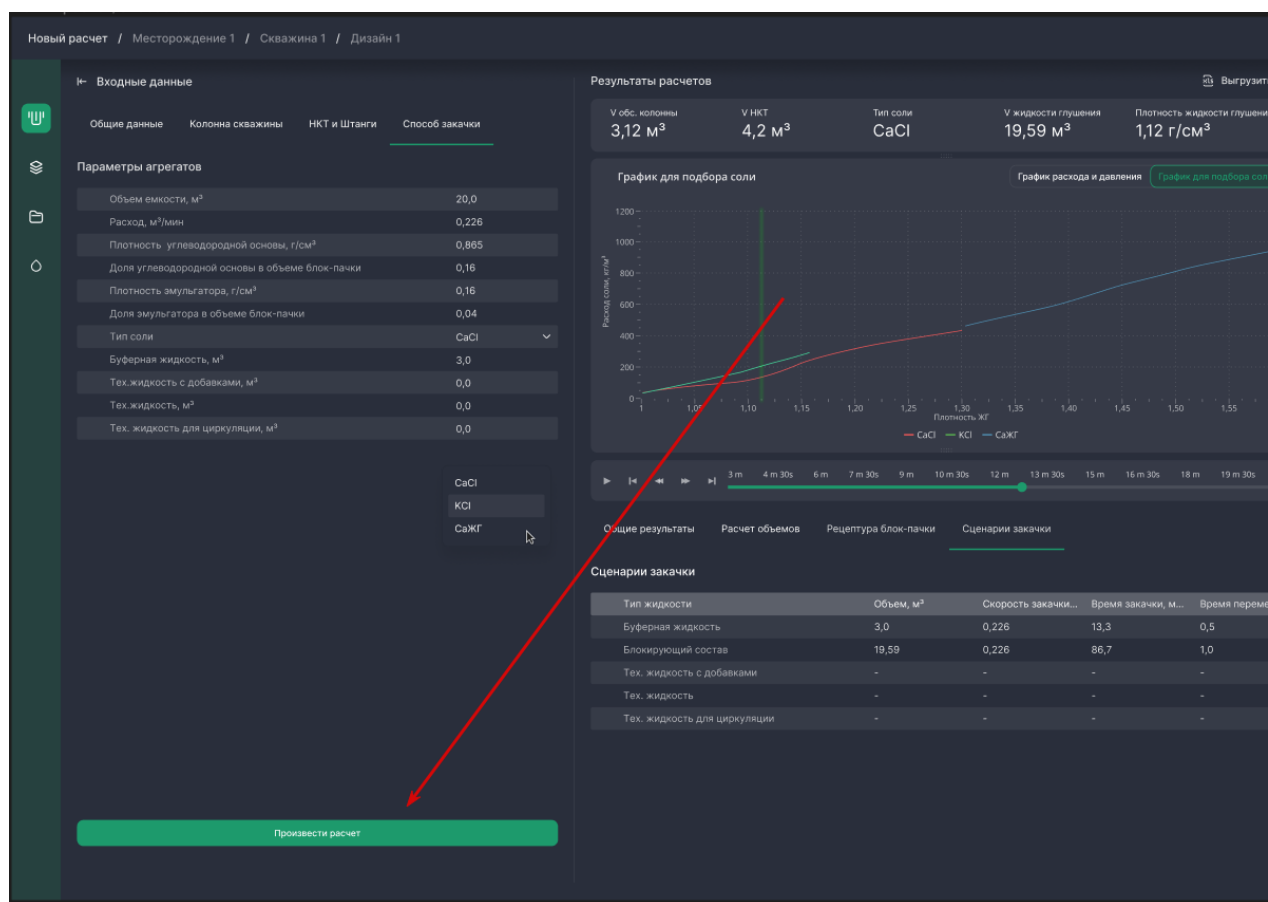 Новый расчет / Месторождение 1 / Скважина 1 / Дизайн 1
Входные данные
Общие данные Колонна скважины НКТ и Штанги Способ закачки
Параметры агрегатов
Объем емкости, м³ 20,0
Расход, м³/мин 0,226
Плотность углеводородной основы, г/см³ 0,865
Доля углеводородной основы в объеме блок-пачки 0,16
Плотность эмульгатора, г/см³ 0,16
Доля эмульгатора в объеме блок-пачки 0,04
Тип соли CaCl
Буферная жидкость, м³ 3,0
Тех.жидкость с добавками, м³ 0,0
Тех.жидкость, м³ 0,0
Тех. жидкость для циркуляции, м³ 0,0
CaCl
KCl
СаЖГ
Произвести расчет
Результаты расчетов
xls Выгрузит
V обс. колонны V НКТ Тип соли V жидкости глушения Плотность жидкости глушени
3,12 м³ 4,2 м³ CaCl 19,59 м³ 1,12 г/см³
График для подбора соли График расхода и давления График для подбора сол
Расход соли, кг/м³
1200
1000
800
600
400
200
0
1 1,05 1,10 1,15 1,20 1,25 1,30 1,35 1,40 1,45 1,50 1,55
Плотность ЖГ
CaCl KCl СаЖГ
3 m 4 m 30s 6 m 7 m 30s 9 m 10 m 30s 12 m 13 m 30s 15 m 16 m 30s 18 m 19 m 30s
Общие результаты Расчет объемов Рецептура блок-пачки Сценарии закачки
Сценарии закачки
Тип жидкости Объем, м³ Скорость закачки... Время закачки, м... Время переме
Буферная жидкость 3,0 0,226 13,3 0,5
Блокирующий состав 19,59 0,226 86,7 1,0
Тех. жидкость с добавками - - - -
Тех. жидкость - - - -
Тех. жидкость для циркуляции - - - -